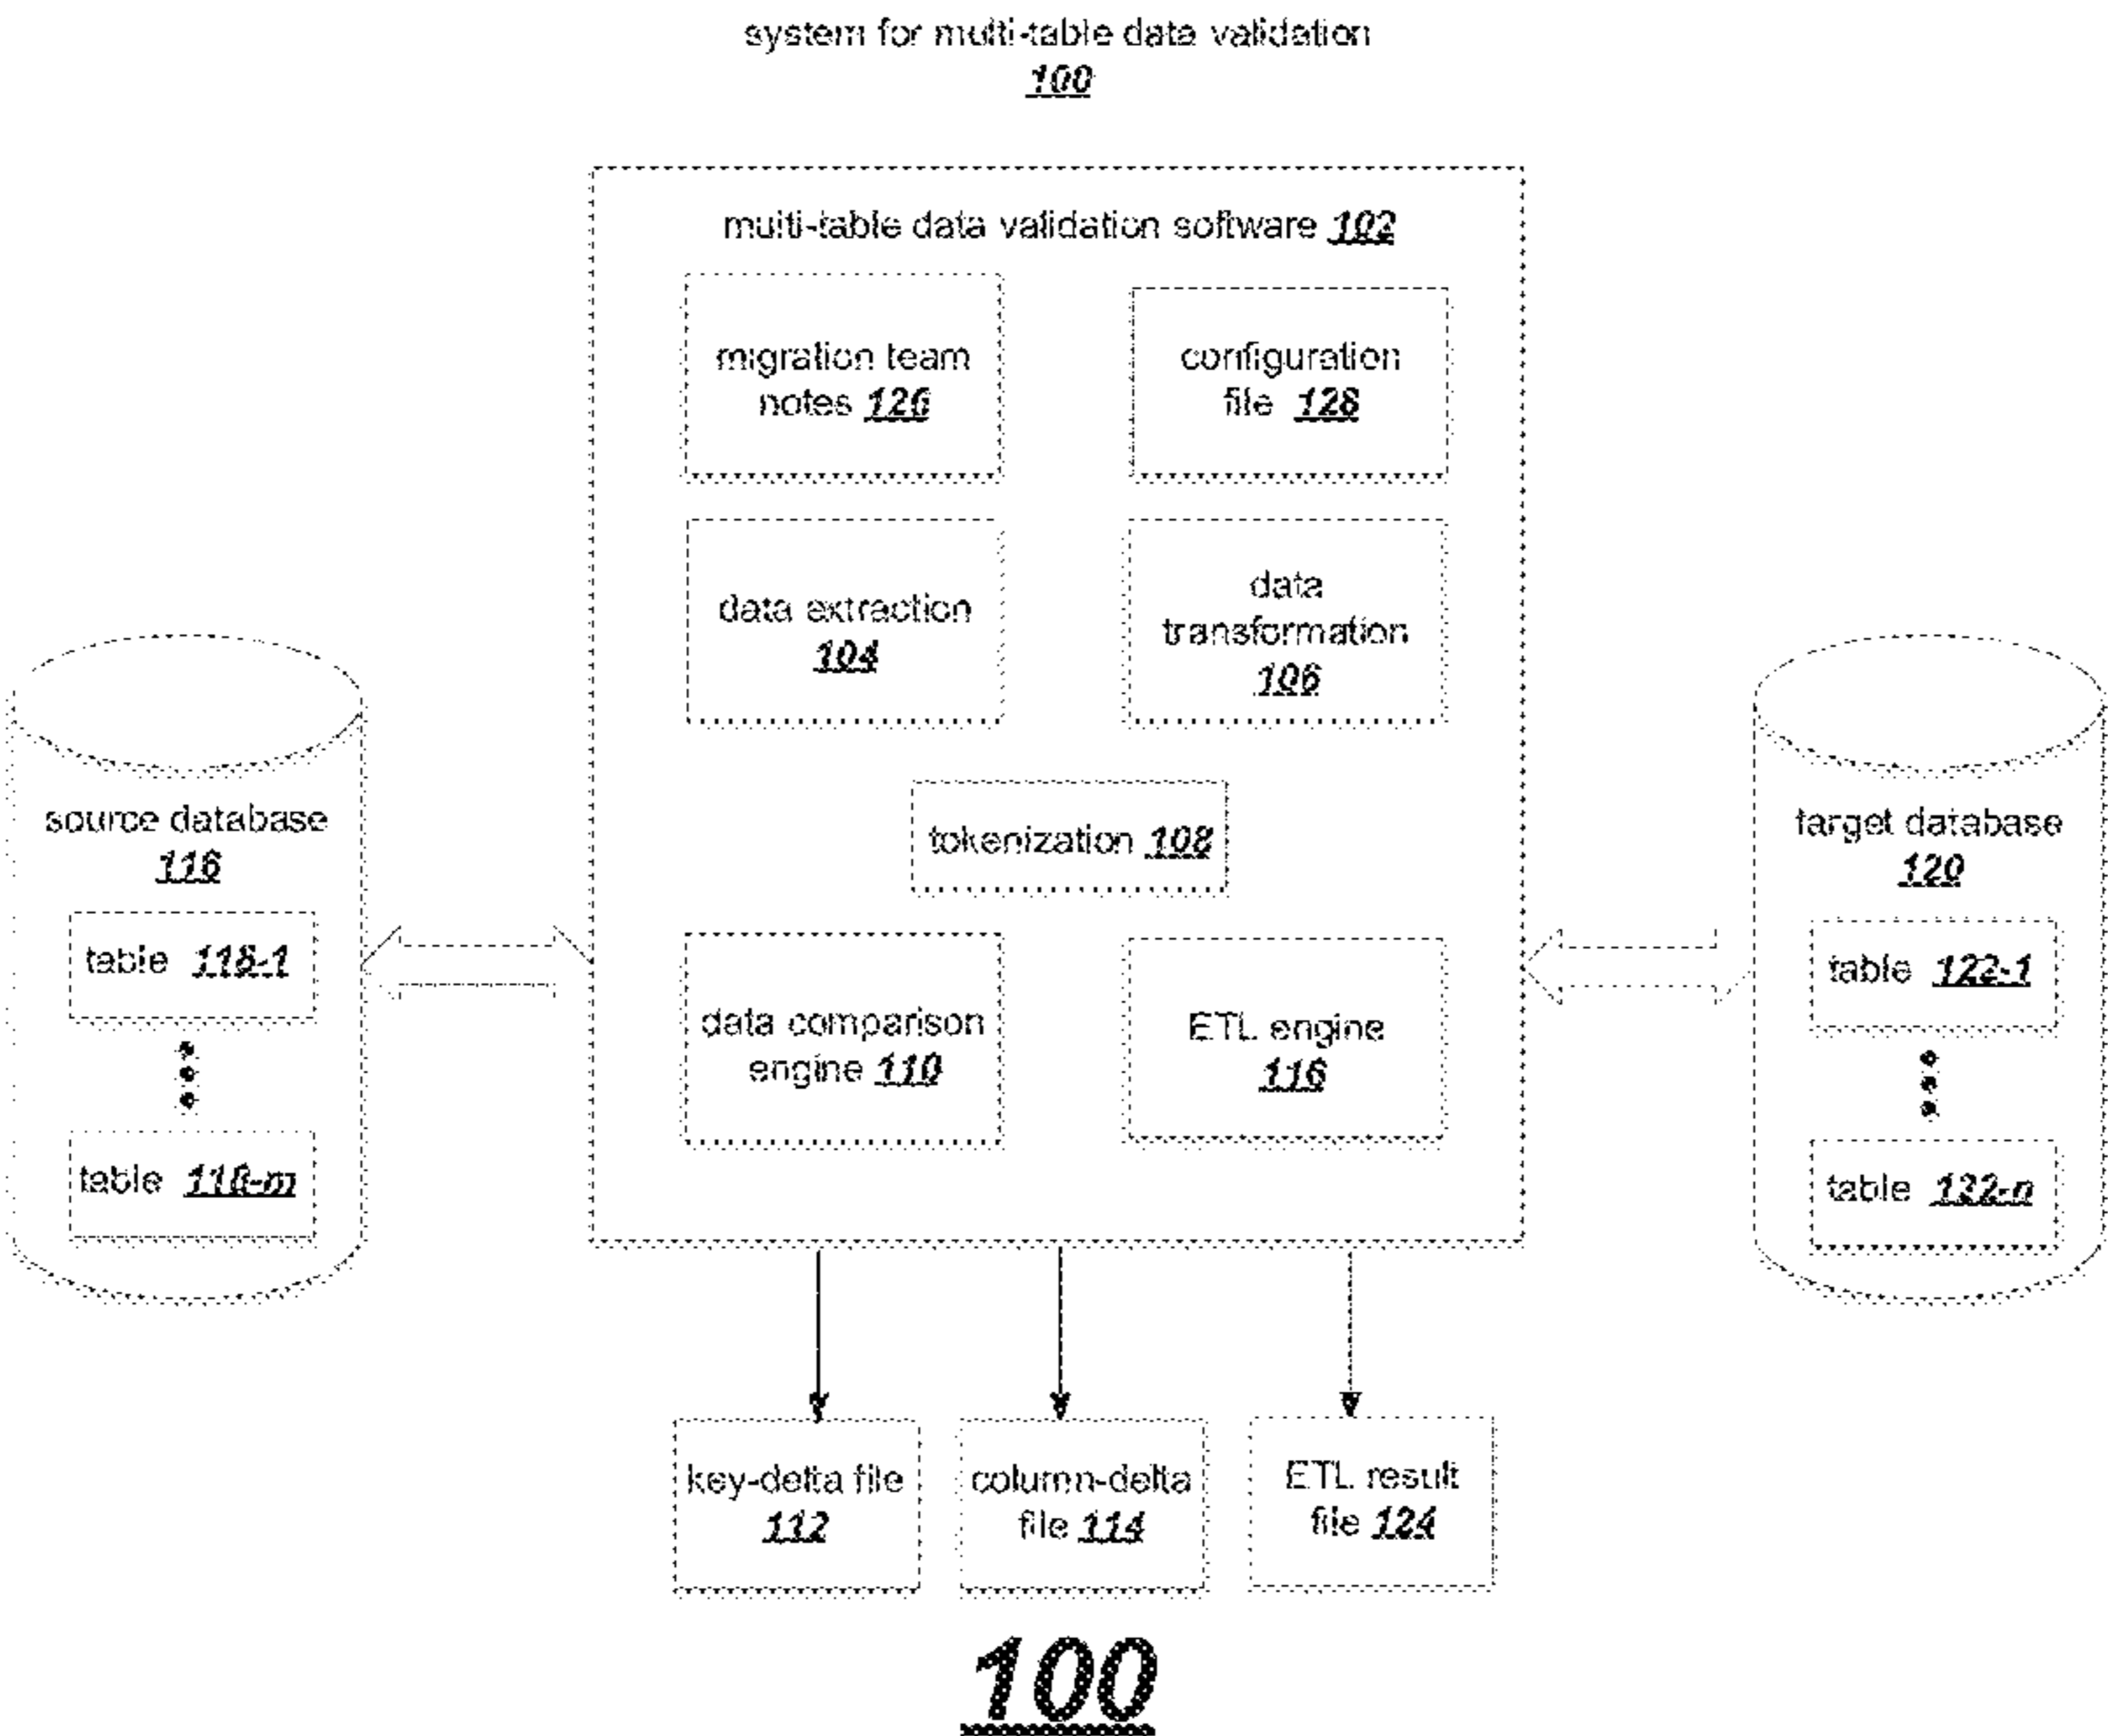 system for multi-table data validation
100
multi-table data validation software 102
migration team
notes 126
configuration
file 128
data extraction
104
data
transformation
106
tokenization 108
source database
116
table 118-1
table 118-m
target database
120
table 122-1
table 122-n
data comparison
engine 110
ETL engine
116
key-delta file
112
column-delta
file 114
ETL result
file 124
100